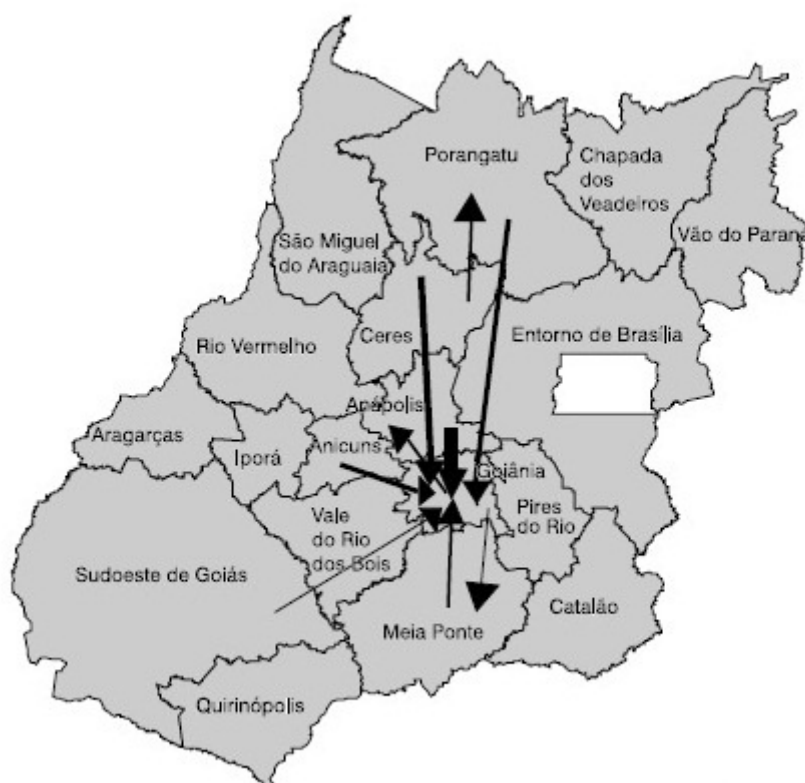 Porangatu
Chapada
dos
Veadeiros
Vão do Paranã
São Miguel
do Araguaia
Ceres
Entorno de Brasília
Rio Vermelho
Anápolis
Aragarças
Iporá
Anicuns
Goiânia
Vale
do Rio
dos Bois
Pires
do Rio
Sudoeste de Goiás
Meia Ponte
Catalão
Quirinópolis